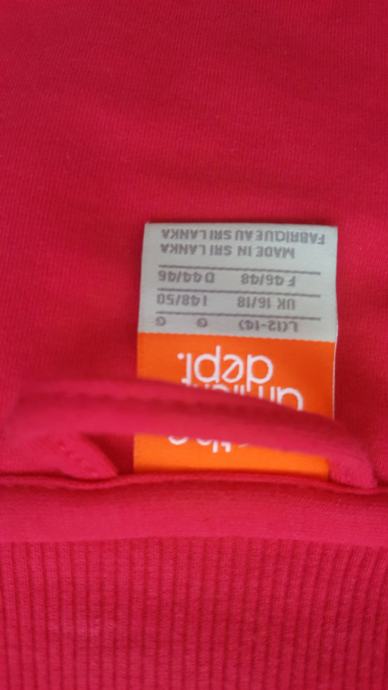 dept.
L(12-14) G G
UK 16/18 I 48/50
F 46/48 D 44/46
MADE IN SRI LANKA
FABRIQUE AU SRI LANKA